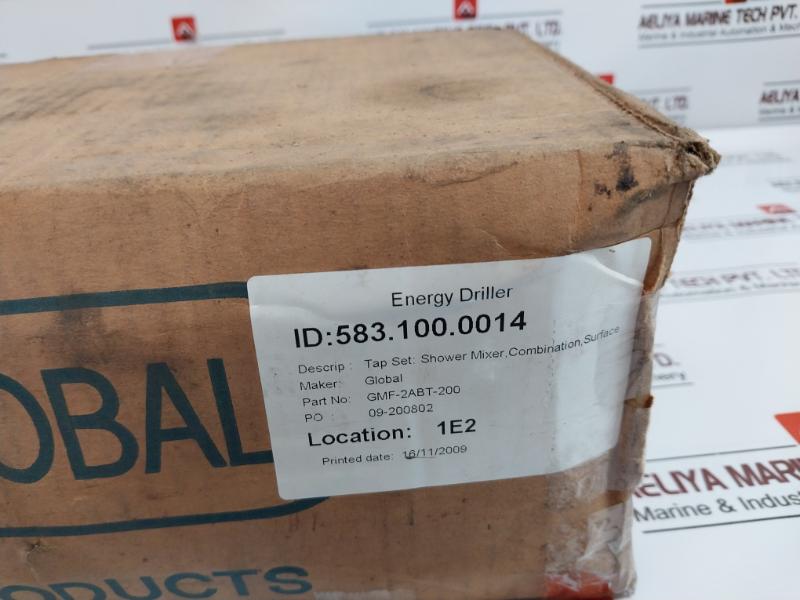 AELIYA MARINE TECH PVT. LTD.
Marine & Industrial Automation &
Energy Driller
ID:583.100.0014
Descrip : Tap Set: Shower Mixer,Combination,Surface
Maker: Global
Part No: GMF-2ABT-200
PO : 09-200802
Location: 1E2
Printed date: 16/11/2009
OBAL
ODUCTS
AELIYA MARINE
Marine & Indust